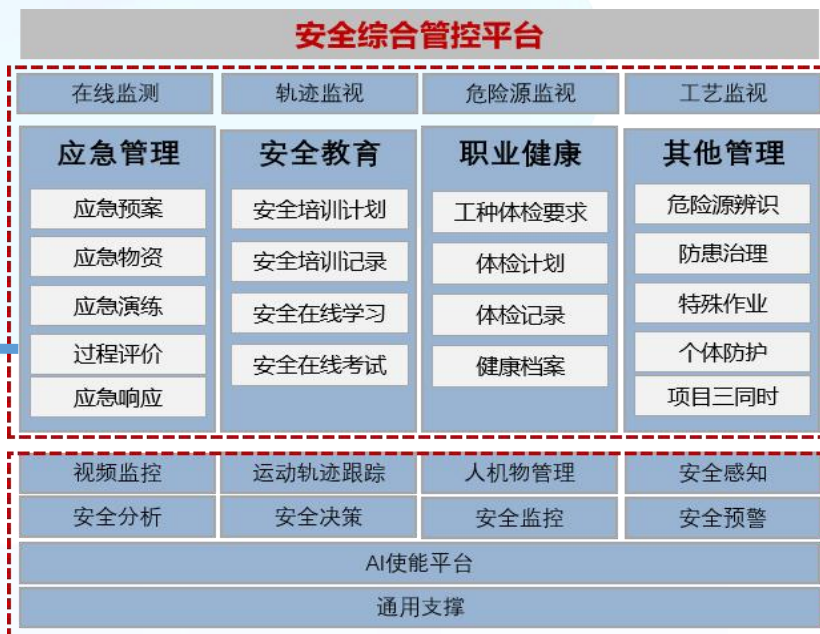 安全综合管控平台
在线监测 轨迹监视 危险源监视 工艺监视
应急管理
应急预案
应急物资
应急演练
过程评价
应急响应
安全教育
安全培训计划
安全培训记录
安全在线学习
安全在线考试
职业健康
工种体检要求
体检计划
体检记录
健康档案
其他管理
危险源辨识
防患治理
特殊作业
个体防护
项目三同时
视频监控 运动轨迹跟踪 人机物管理 安全感知
安全分析 安全决策 安全监控 安全预警
AI使能平台
通用支撑